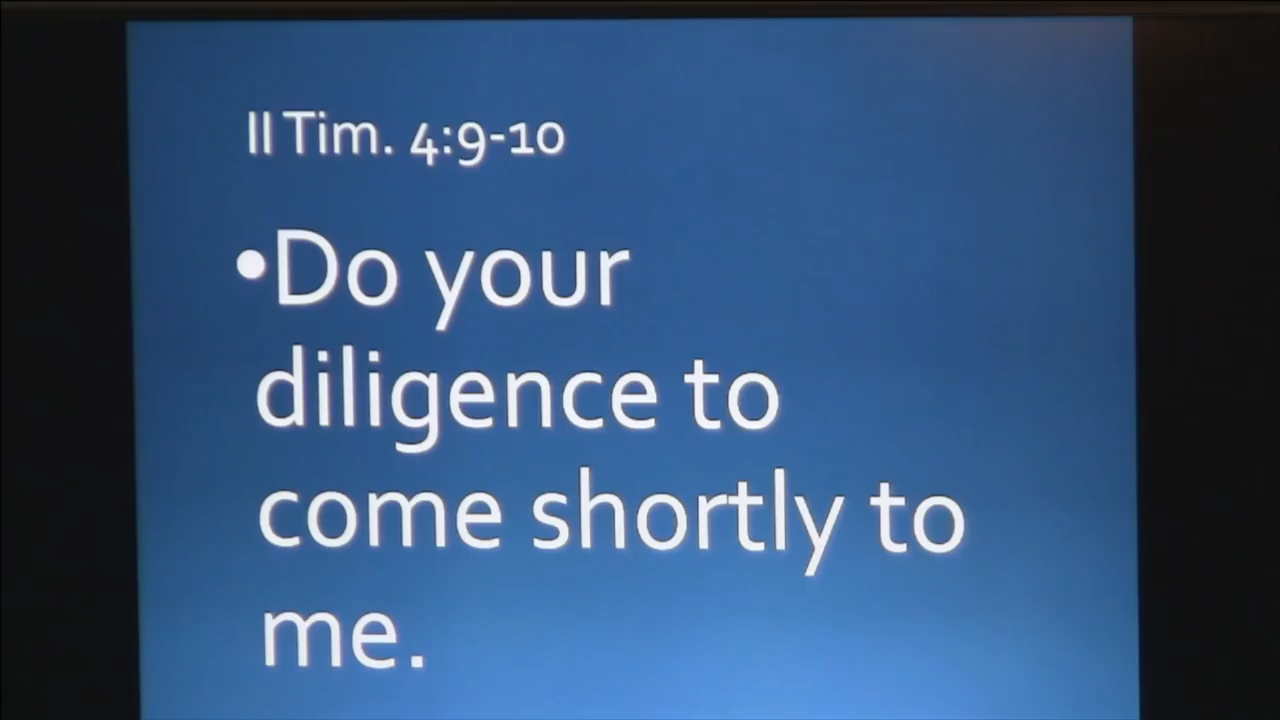 II Tim. 4:9-10
•Do your
diligence to
come shortly to
me.